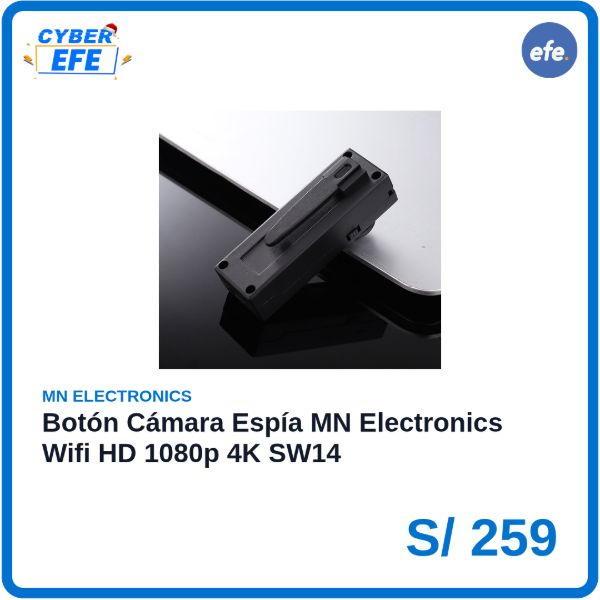 CYBER
EFE
efe.
MN ELECTRONICS
Botón Cámara Espía MN Electronics
Wifi HD 1080p 4K SW14
S/ 259